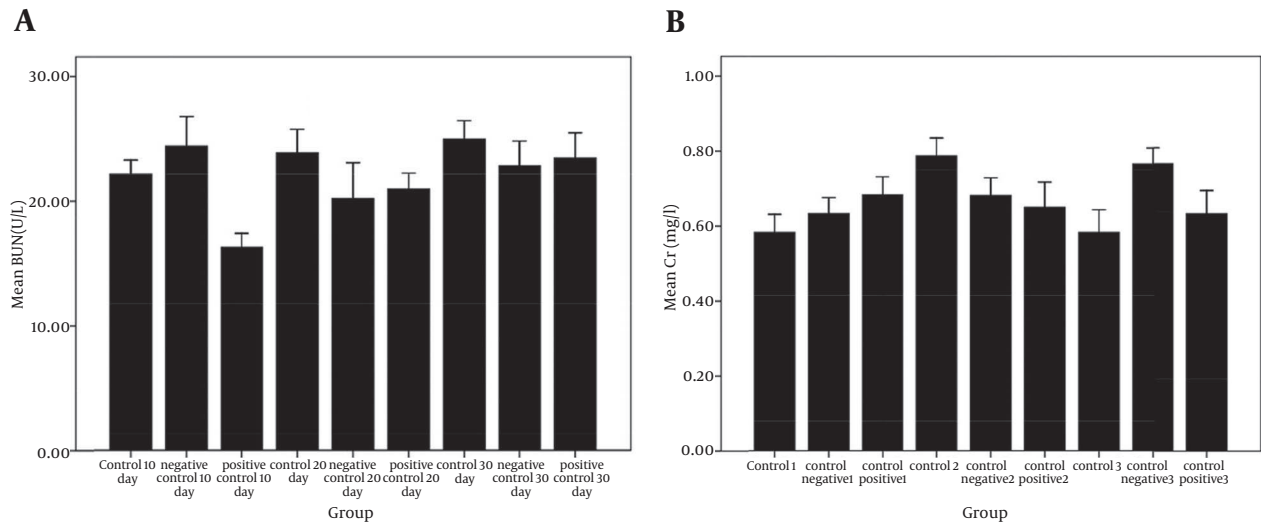 A
30.00
20.00
10.00
0.00
Mean BUN(U/L)
Control 10
day
negative
control 10
day
positive
control 10
day
control 20
day
negative
control 20
day
positive
control 20
day
control 30
day
negative
control 30
day
positive
control 30
day
Group
B
1.00
0.80
0.60
0.40
0.20
0.00
Mean Cr (mg/l)
Control 1
control
negative1
control
positive1
control 2
control
negative2
control
positive2
control 3
control
negative3
control
positive3
Group